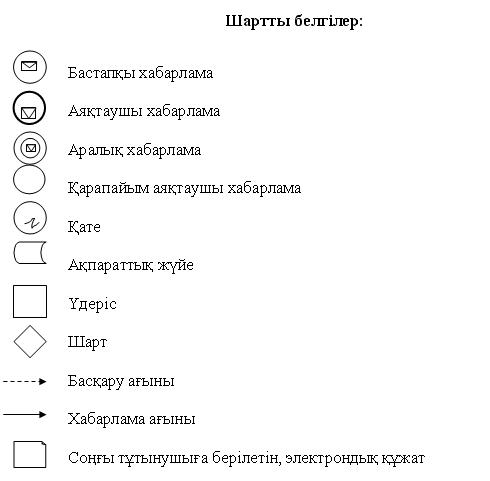 Шартты белгілер:
Бастапқы хабарлама
Аяқтаушы хабарлама
Аралық хабарлама
Қарапайым аяқтаушы хабарлама
Қате
Ақпараттық жүйе
Үдеріс
Шарт
Басқару ағыны
Хабарлама ағыны
Соңғы тұтынушыға берілетін, электрондық құжат